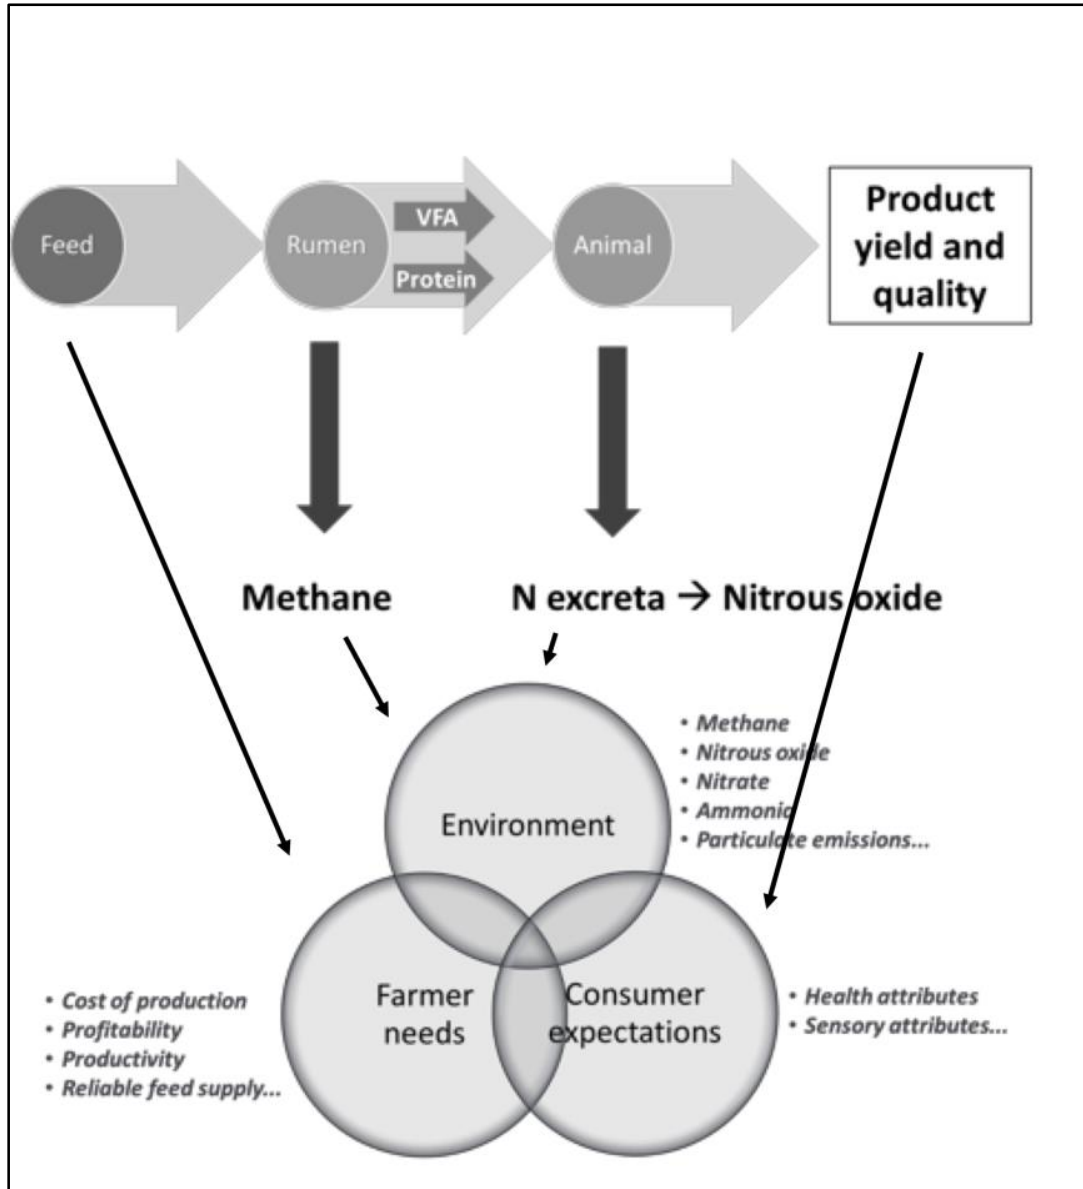 Feed
Rumen
VFA
Protein
Animal
Product
yield and
quality
Methane
N excreta → Nitrous oxide
• Methane
• Nitrous oxide
• Nitrate
• Ammonia
• Particulate emissions...
Environment
• Cost of production
• Profitability
• Productivity
• Reliable feed supply...
Farmer
needs
Consumer
expectations
• Health attributes
• Sensory attributes...